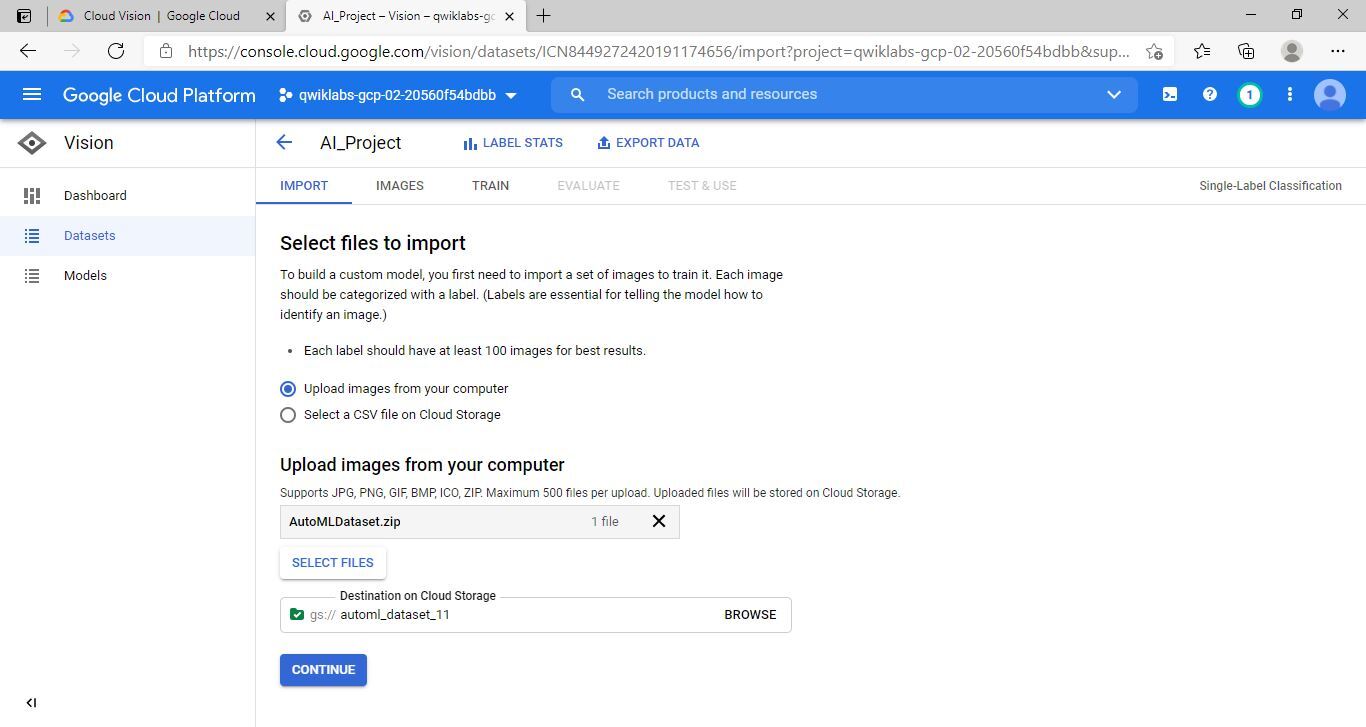 Cloud Vision | Google Cloud
AI_Project – Vision – qwiklabs-gc
https://console.cloud.google.com/vision/datasets/ICN8449272420191174656/import?project=qwiklabs-gcp-02-20560f54bdbb&sup...
Google Cloud Platform
qwiklabs-gcp-02-20560f54bdbb
Search products and resources
1
Vision
AI_Project
LABEL STATS
EXPORT DATA
Dashboard
Datasets
Models
IMPORT
IMAGES
TRAIN
EVALUATE
TEST & USE
Single-Label Classification
Select files to import
To build a custom model, you first need to import a set of images to train it. Each image
should be categorized with a label. (Labels are essential for telling the model how to
identify an image.)
• Each label should have at least 100 images for best results.
Upload images from your computer
Select a CSV file on Cloud Storage
Upload images from your computer
Supports JPG, PNG, GIF, BMP, ICO, ZIP. Maximum 500 files per upload. Uploaded files will be stored on Cloud Storage.
AutoMLDataset.zip 1 file
SELECT FILES
Destination on Cloud Storage
gs:// automl_dataset_11 BROWSE
CONTINUE